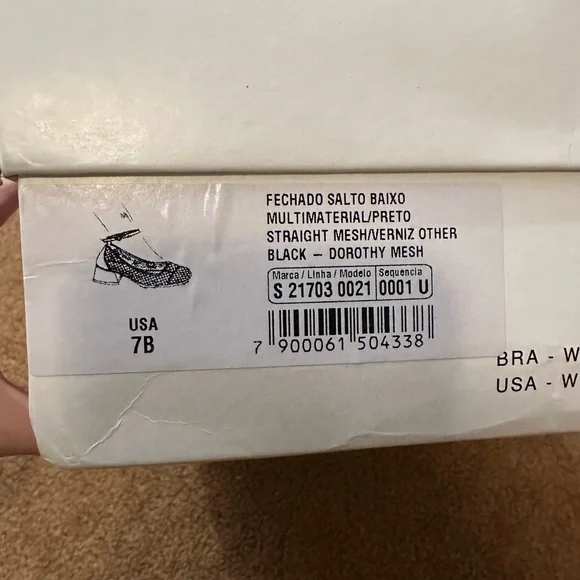 FECHADO SALTO BAIXO
MULTIMATERIAL/PRETO
STRAIGHT MESH/VERNIZ OTHER
BLACK – DOROTHY MESH
Marca / Linha / Modelo Sequencia
S 21703 0021 0001 U
USA
7B
7 900061 504338
BRA - W
USA - W